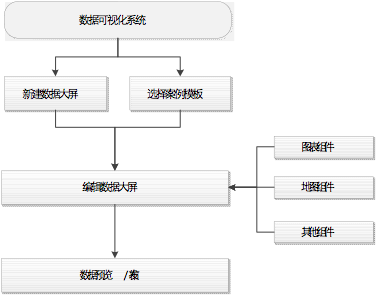 数据可视化系统
新建数据大屏
选择案例模板
图表组件
编辑数据大屏
地图组件
其他组件
数据预览 /